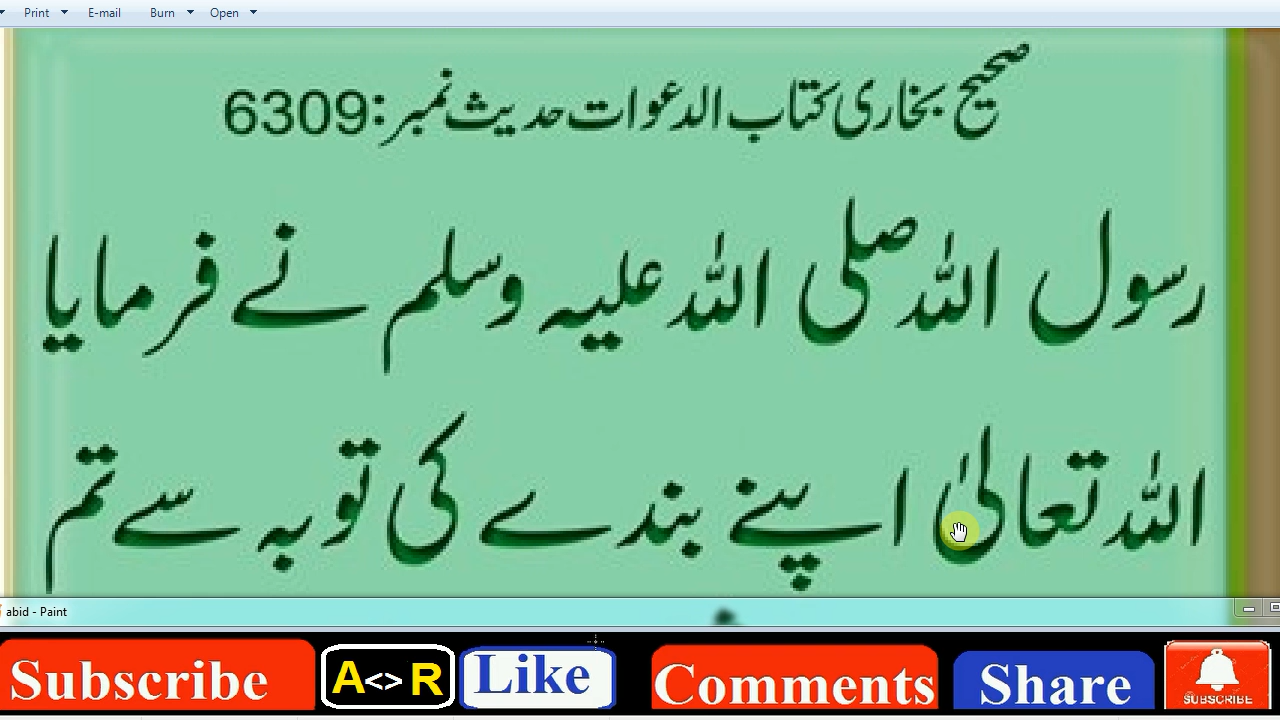 Print E-mail Burn Open
صحیح بخاری کتاب الدعوات حدیث نمبر:6309
رسول اللہ صلی اللہ علیہ وسلم نے فرمایا
اللہ تعالیٰ اپنے بندے کی توبہ سے تم
abid - Paint
Subscribe A<>R Like Comments Share SUBSCRIBE